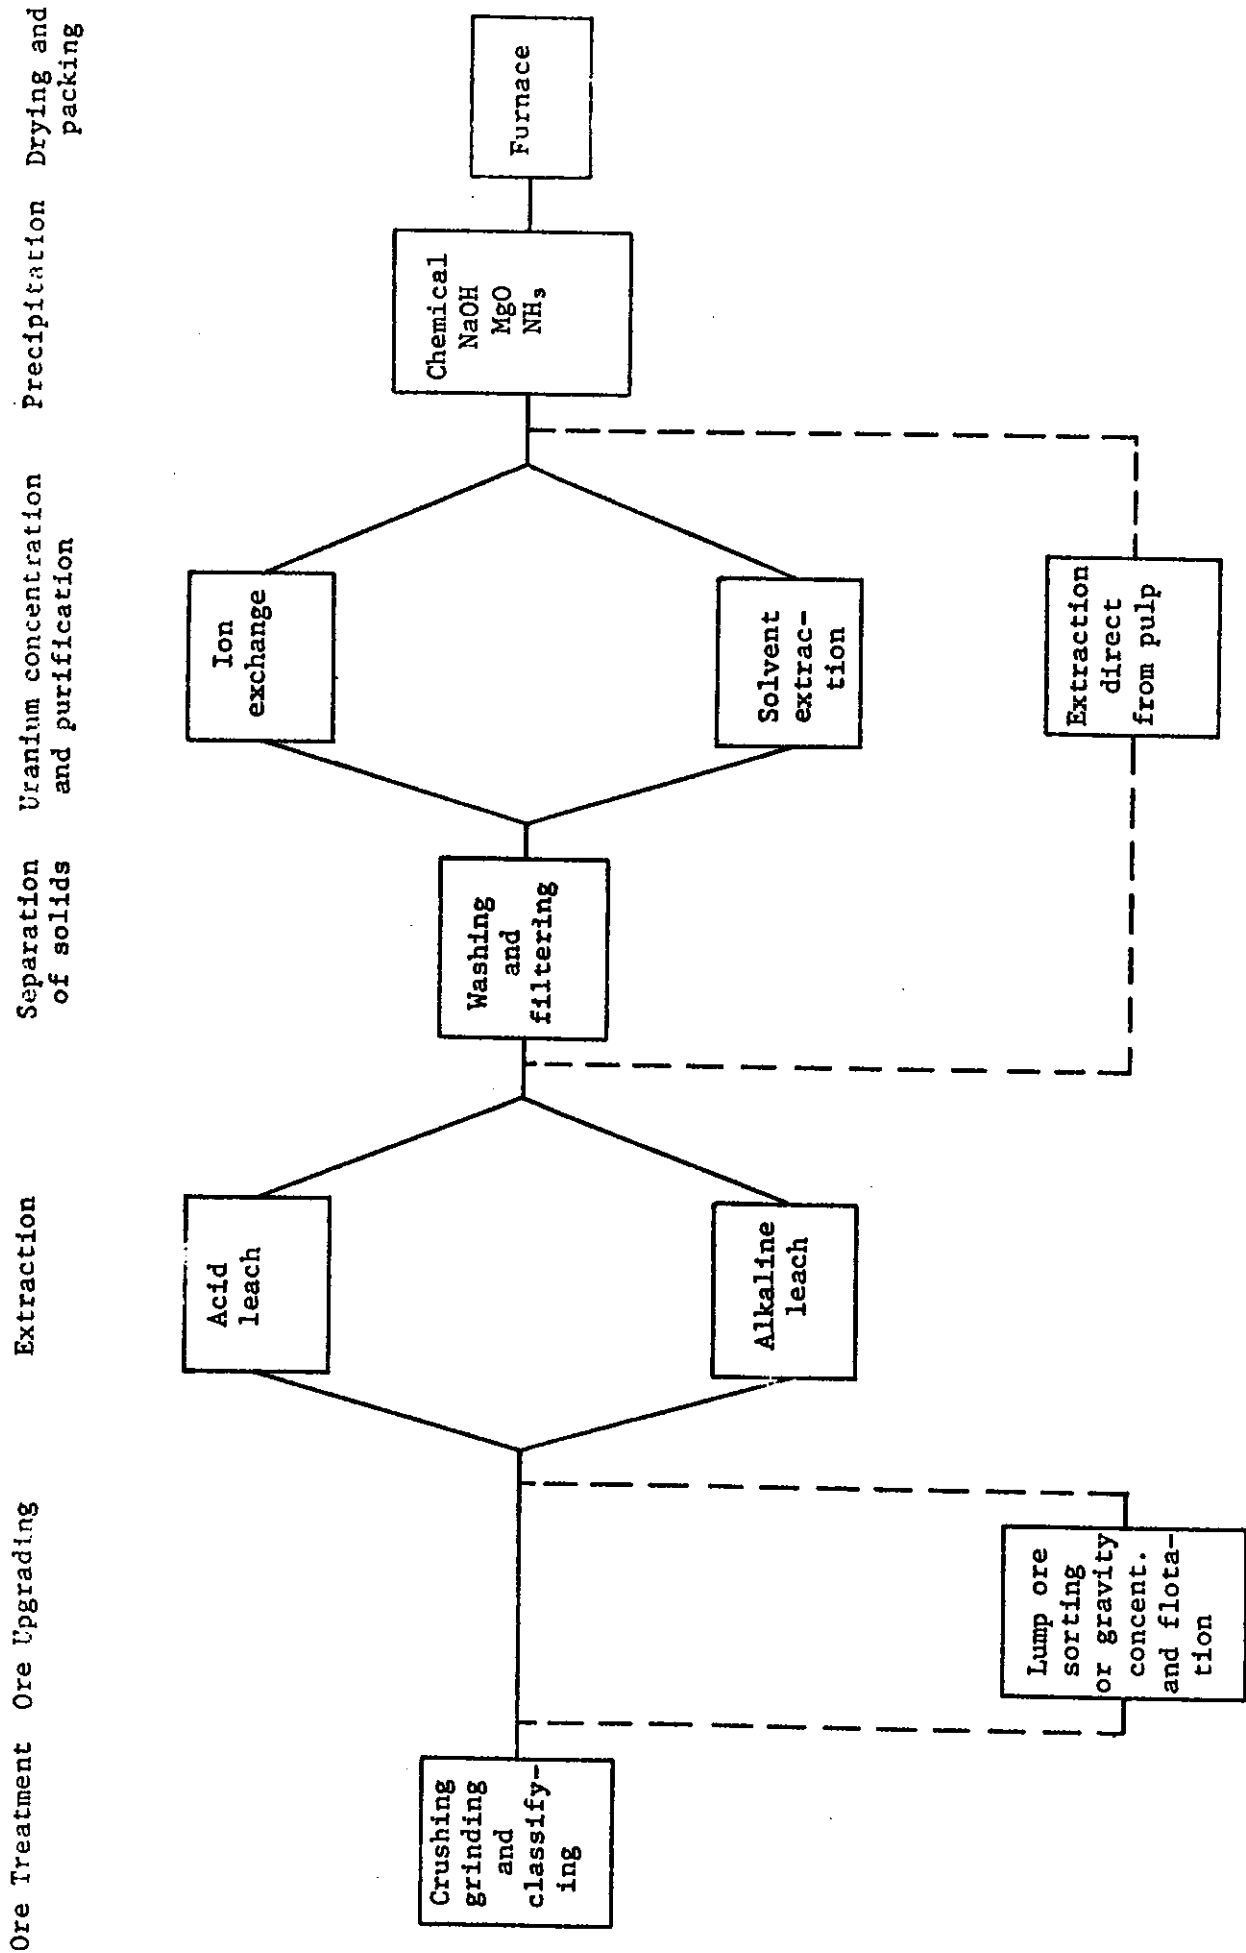 Ore Treatment
Ore Upgrading
Extraction
Separation
of solids
Uranium concentration
and purification
Precipitation
Drying and
packing
Crushing
grinding
and
classify-
ing
Lump ore
sorting
or gravity
concent.
and flota-
tion
Acid
leach
Alkaline
leach
Washing
and
filtering
Ion
exchange
Solvent
extrac-
tion
Extraction
direct
from pulp
Chemical
NaOH
MgO
NH₃
Furnace